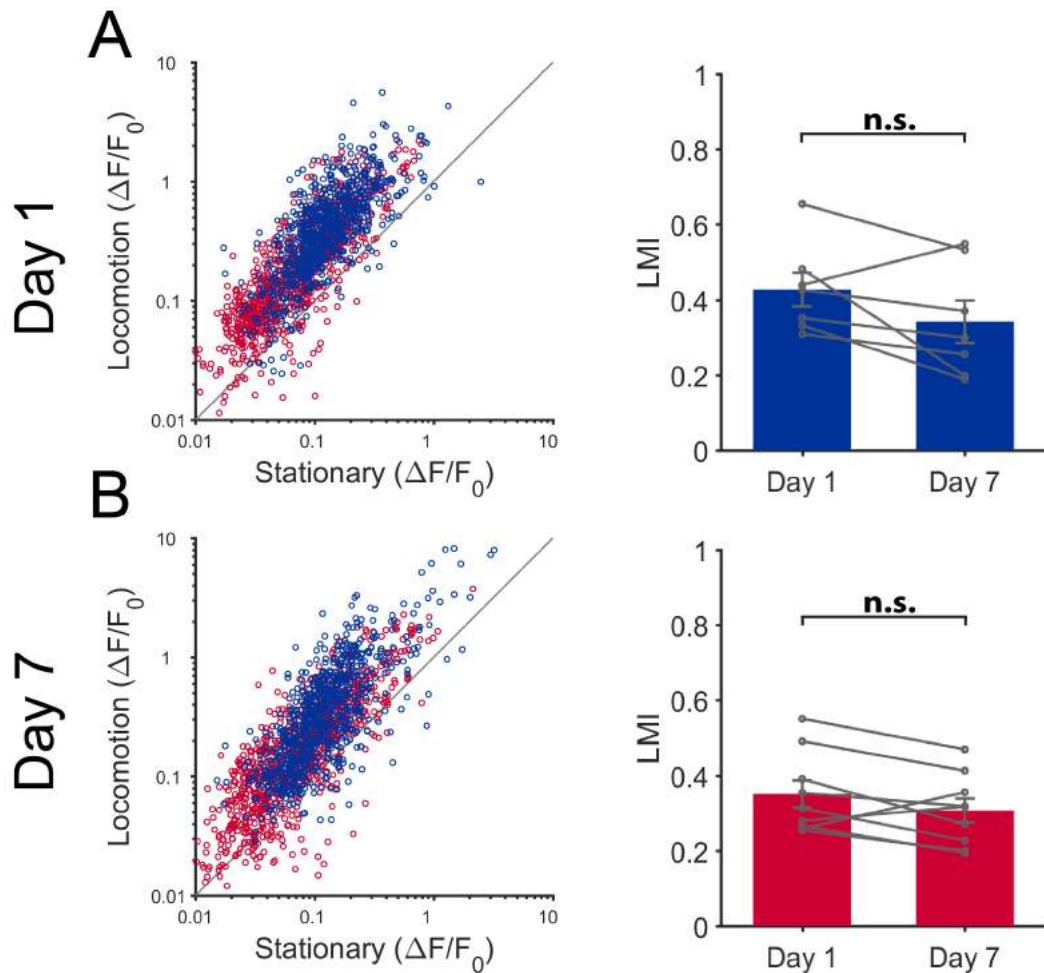 A
Day 1
Locomotion (ΔF/F0)
10
1
0.1
0.01
0.01 0.1 1 10
Stationary (ΔF/F0)
LMI
1
0.8
0.6
0.4
0.2
0
n.s.
Day 1 Day 7
B
Day 7
Locomotion (ΔF/F0)
10
1
0.1
0.01
0.01 0.1 1 10
Stationary (ΔF/F0)
LMI
1
0.8
0.6
0.4
0.2
0
n.s.
Day 1 Day 7